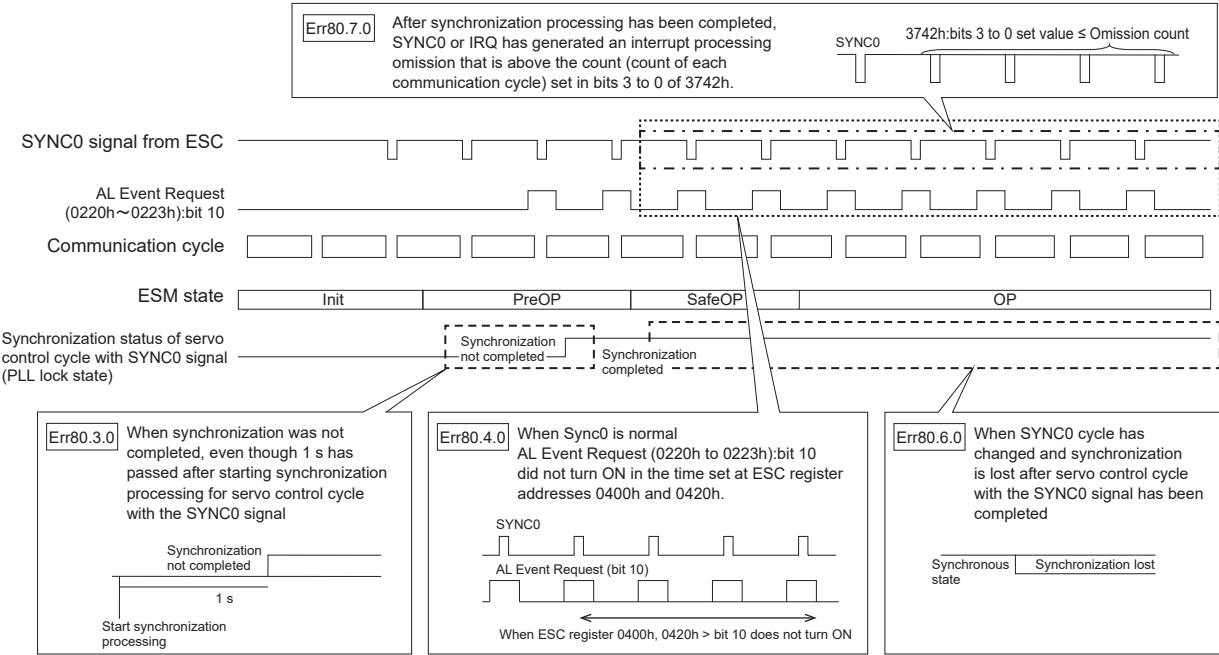 Err80.7.0
After synchronization processing has been completed,
SYNC0 or IRQ has generated an interrupt processing
omission that is above the count (count of each
communication cycle) set in bits 3 to 0 of 3742h.
SYNC0
3742h:bits 3 to 0 set value ≤ Omission count
SYNC0 signal from ESC
AL Event Request
(0220h～0223h):bit 10
Communication cycle
ESM state
Init
PreOP
SafeOP
OP
Synchronization status of servo
control cycle with SYNC0 signal
(PLL lock state)
Synchronization
not completed
Synchronization
completed
Err80.3.0
When synchronization was not
completed, even though 1 s has
passed after starting synchronization
processing for servo control cycle
with the SYNC0 signal
Synchronization
not completed
1 s
Start synchronization
processing
Err80.4.0
When Sync0 is normal
AL Event Request (0220h to 0223h):bit 10
did not turn ON in the time set at ESC register
addresses 0400h and 0420h.
SYNC0
AL Event Request (bit 10)
When ESC register 0400h, 0420h > bit 10 does not turn ON
Err80.6.0
When SYNC0 cycle has
changed and synchronization
is lost after servo control cycle
with the SYNC0 signal has been
completed
Synchronous
state
Synchronization lost